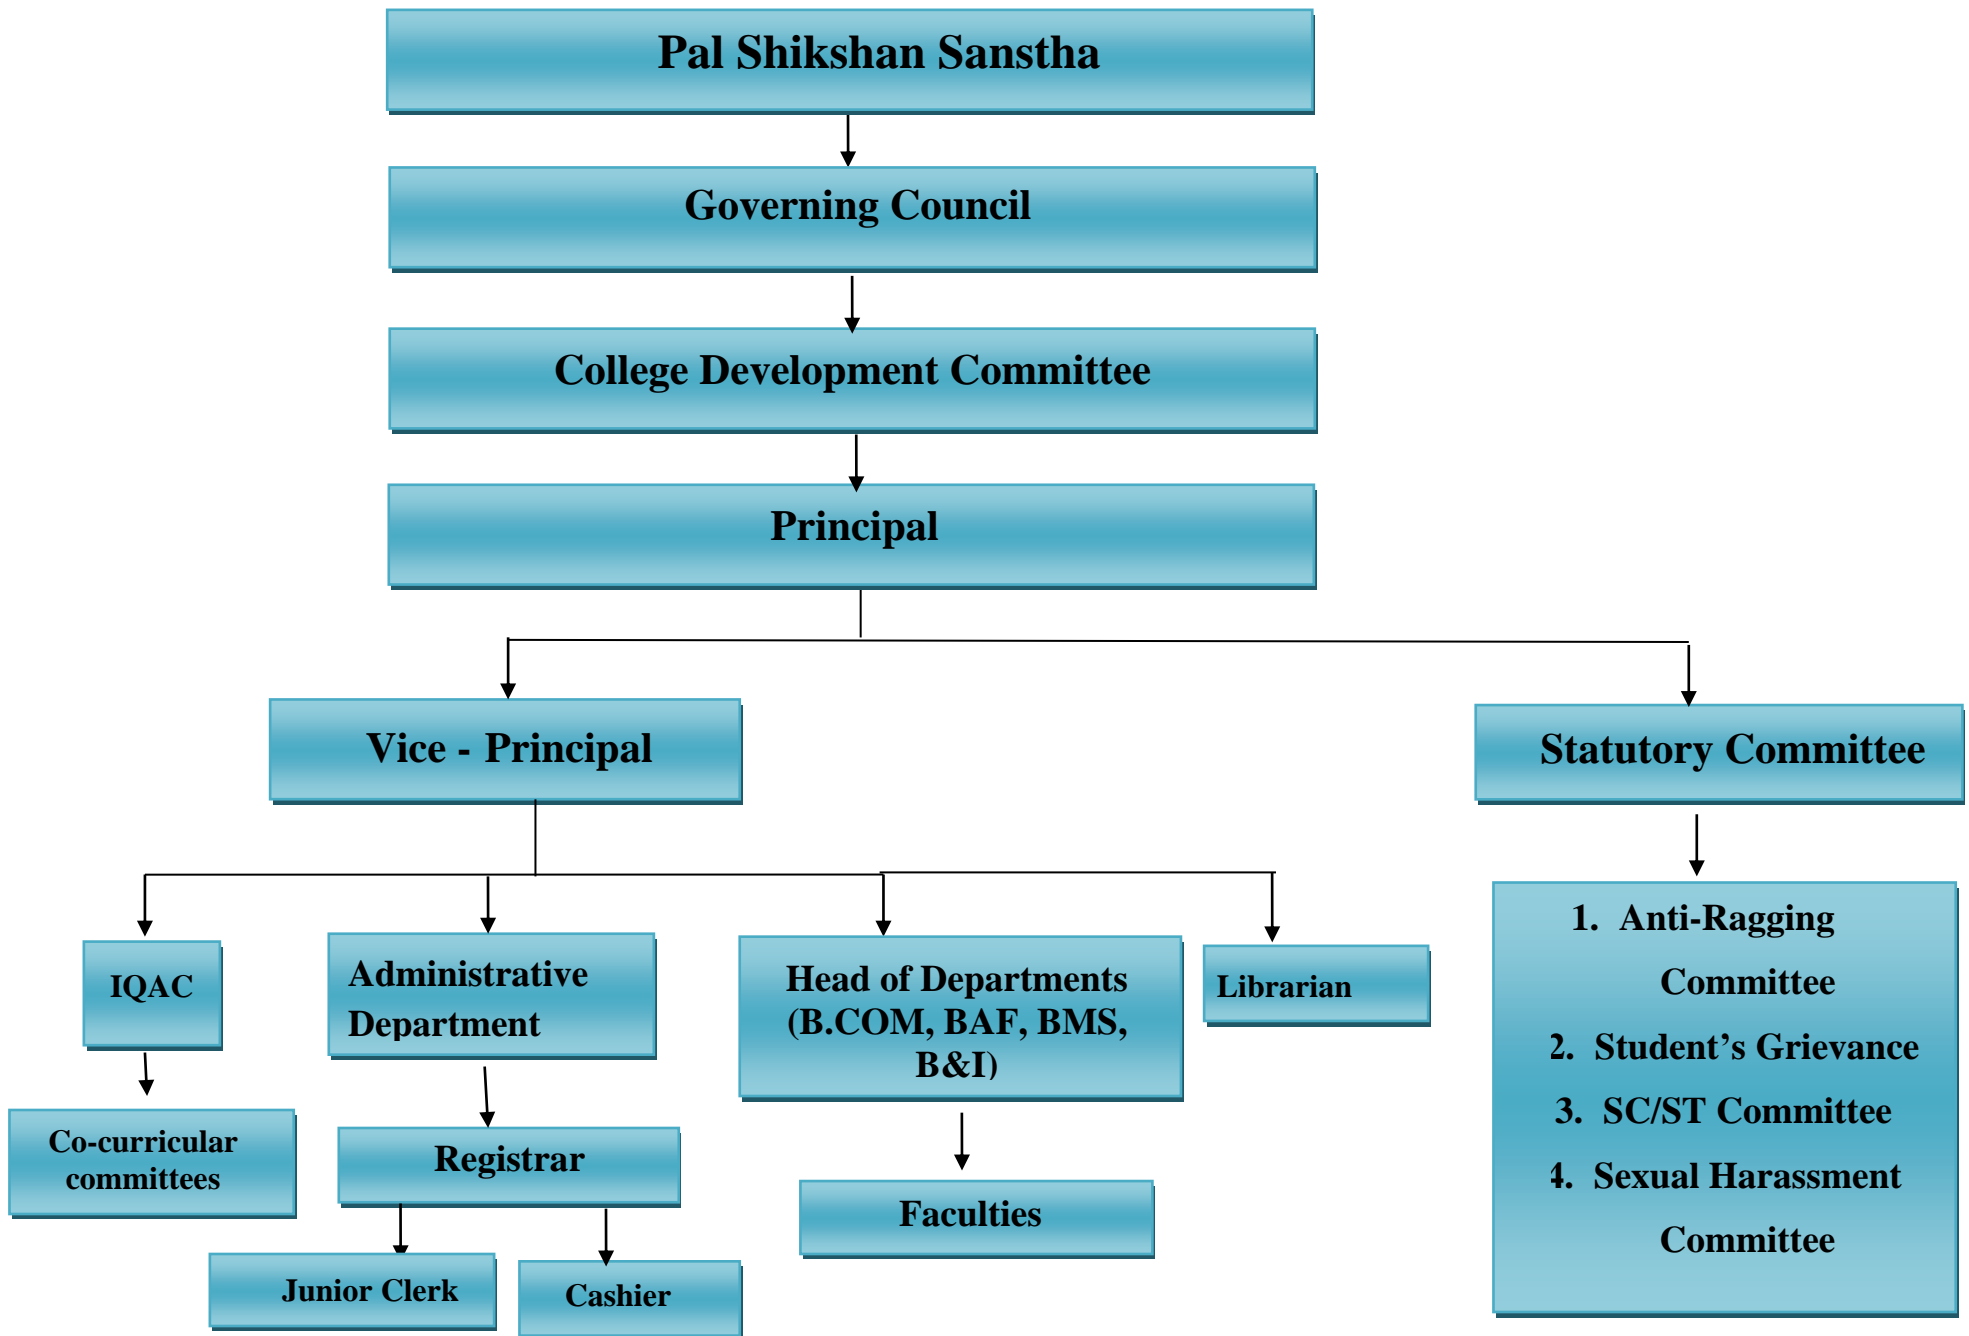 Pal Shikshan Sanstha
Governing Council
College Development Committee
Principal
Vice - Principal
Statutory Committee
IQAC
Administrative
Department
Head of Departments
(B.COM, BAF, BMS,
B&I)
Librarian
1. Anti-Ragging
Committee
2. Student’s Grievance
3. SC/ST Committee
4. Sexual Harassment
Committee
Co-curricular
committees
Registrar
Faculties
Junior Clerk
Cashier